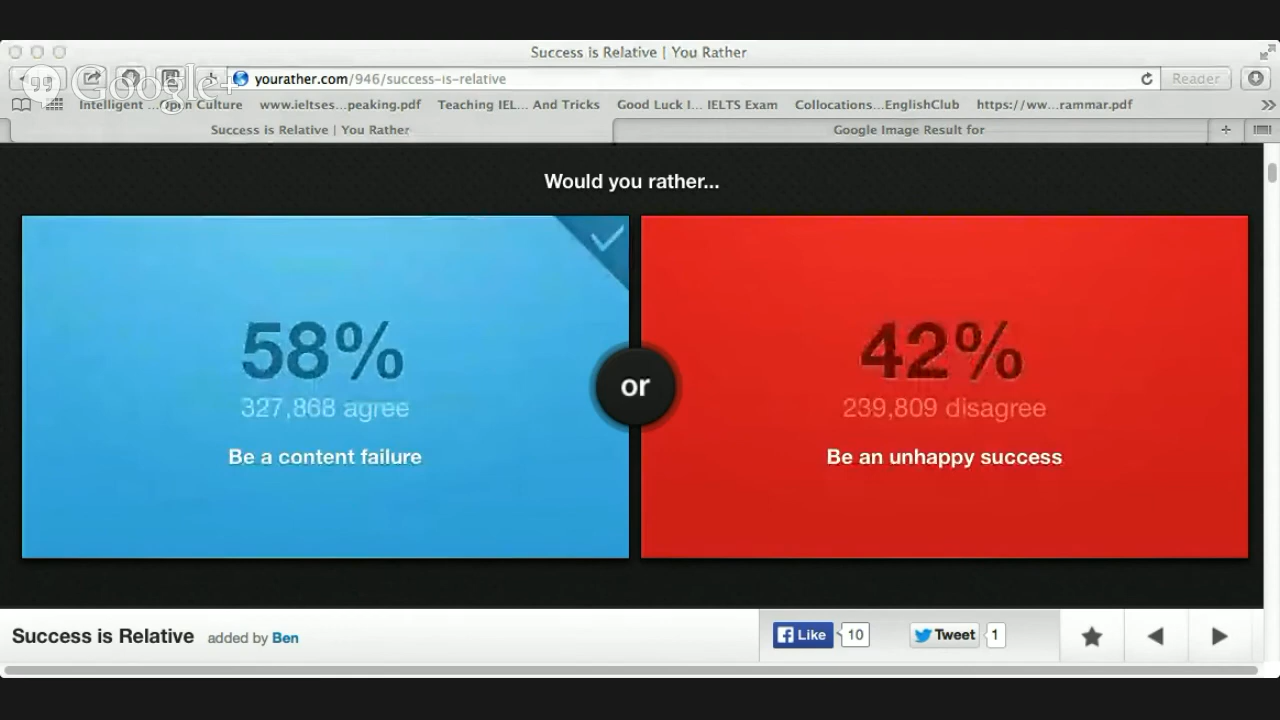 Success is Relative | You Rather
Google+
yourather.com/946/success-is-relative
Reader
Intelligent ...Open Culture
www.ieltses...peaking.pdf
Teaching IEL... And Tricks
Good Luck I... IELTS Exam
Collocations...EnglishClub
https://ww...rammar.pdf
Success is Relative | You Rather
Google Image Result for
Would you rather...
58%
327,868 agree
Be a content failure
or
42%
239,809 disagree
Be an unhappy success
Success is Relative added by Ben
Like 10
Tweet 1